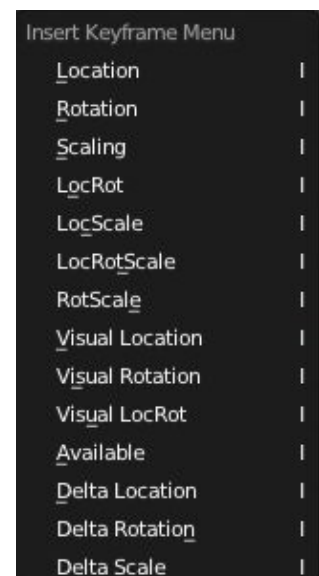 Insert Keyframe Menu
Location I
Rotation I
Scaling I
LocRot I
LocScale I
LocRotScale I
RotScale I
Visual Location I
Visual Rotation I
Visual LocRot I
Available I
Delta Location I
Delta Rotation I
Delta Scale I